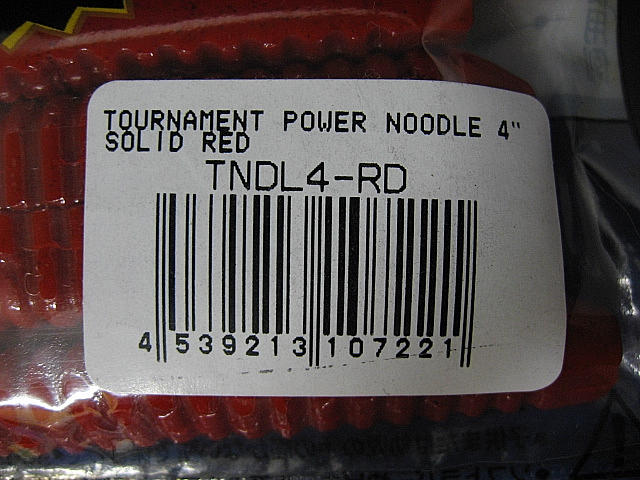 TOURNAMENT POWER NOODLE 4"
SOLID RED
TNDL4-RD
4 539213 107221